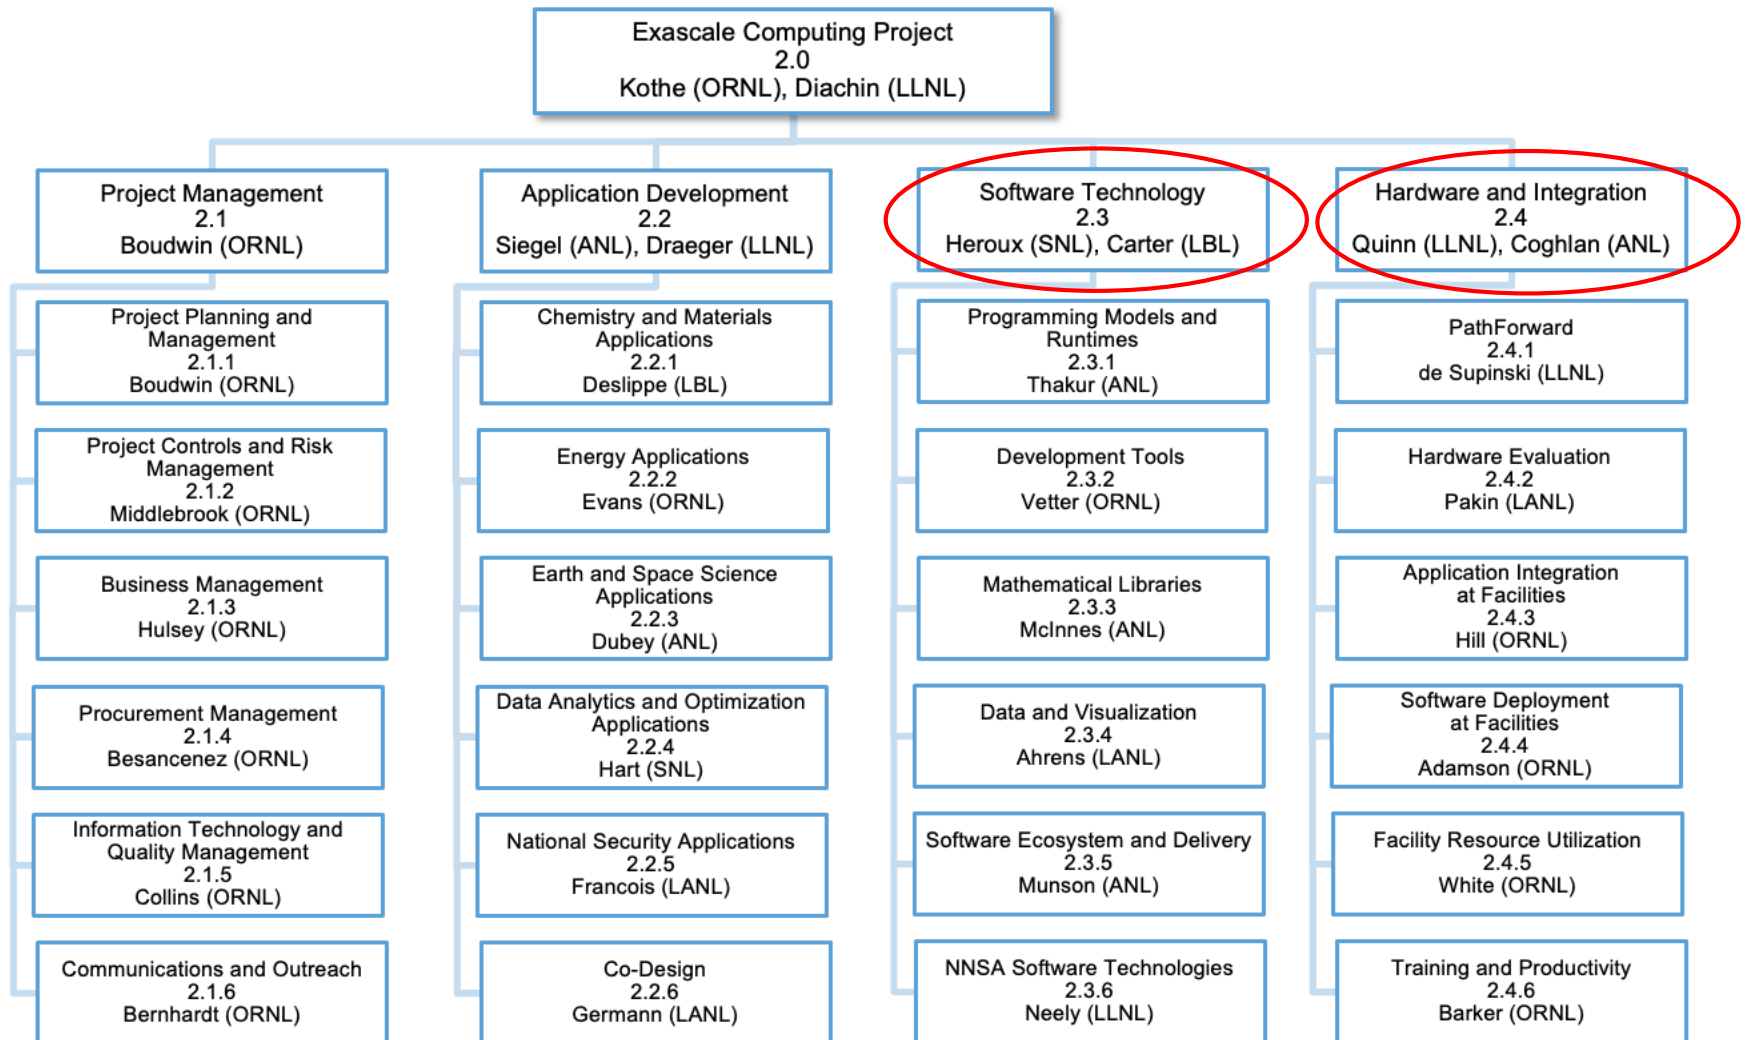 Exascale Computing Project
2.0
Kothe (ORNL), Diachin (LLNL)
Project Management
2.1
Boudwin (ORNL)
Project Planning and
Management
2.1.1
Boudwin (ORNL)
Project Controls and Risk
Management
2.1.2
Middlebrook (ORNL)
Business Management
2.1.3
Hulsey (ORNL)
Procurement Management
2.1.4
Besancenez (ORNL)
Information Technology and
Quality Management
2.1.5
Collins (ORNL)
Communications and Outreach
2.1.6
Bernhardt (ORNL)
Application Development
2.2
Siegel (ANL), Draeger (LLNL)
Chemistry and Materials
Applications
2.2.1
Deslippe (LBL)
Energy Applications
2.2.2
Evans (ORNL)
Earth and Space Science
Applications
2.2.3
Dubey (ANL)
Data Analytics and Optimization
Applications
2.2.4
Hart (SNL)
National Security Applications
2.2.5
Francois (LANL)
Co-Design
2.2.6
Germann (LANL)
Software Technology
2.3
Heroux (SNL), Carter (LBL)
Programming Models and
Runtimes
2.3.1
Thakur (ANL)
Development Tools
2.3.2
Vetter (ORNL)
Mathematical Libraries
2.3.3
McInnes (ANL)
Data and Visualization
2.3.4
Ahrens (LANL)
Software Ecosystem and Delivery
2.3.5
Munson (ANL)
NNSA Software Technologies
2.3.6
Neely (LLNL)
Hardware and Integration
2.4
Quinn (LLNL), Coghlan (ANL)
PathForward
2.4.1
de Supinski (LLNL)
Hardware Evaluation
2.4.2
Pakin (LANL)
Application Integration
at Facilities
2.4.3
Hill (ORNL)
Software Deployment
at Facilities
2.4.4
Adamson (ORNL)
Facility Resource Utilization
2.4.5
White (ORNL)
Training and Productivity
2.4.6
Barker (ORNL)